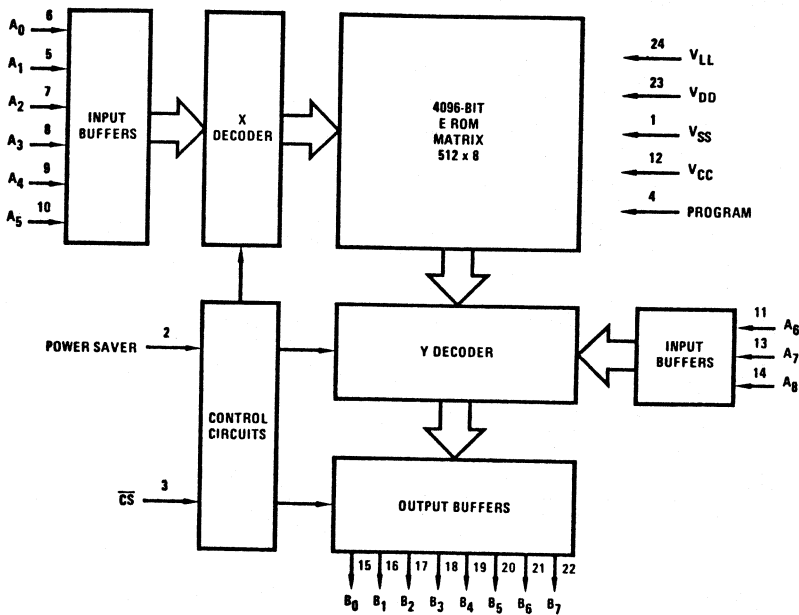 A0 6
A1 5
A2 7
A3 8
A4 9
A5 10
INPUT
BUFFERS
X
DECODER
4096-BIT
E ROM
MATRIX
512 x 8
24 VLL
23 VDD
1 VSS
12 VCC
4 PROGRAM
POWER SAVER 2
CS 3
CONTROL
CIRCUITS
Y DECODER
INPUT
BUFFERS
11 A6
13 A7
14 A8
OUTPUT BUFFERS
15 16 17 18 19 20 21 22
B0 B1 B2 B3 B4 B5 B6 B7